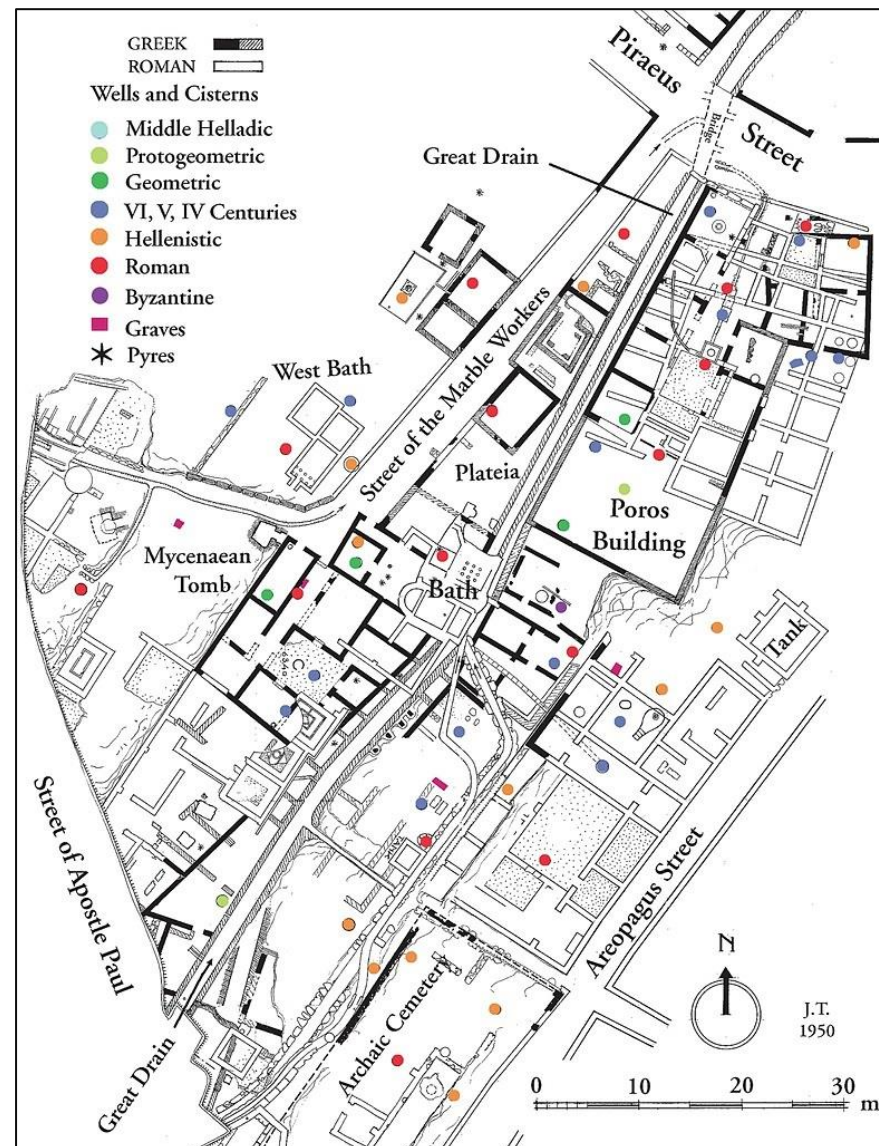 GREEK
ROMAN
Wells and Cisterns
Middle Helladic
Protogeometric
Geometric
VI, V, IV Centuries
Hellenistic
Roman
Byzantine
Graves
Pyres
Piraeus
Street
Bridge
Great Drain
Street of the Marble Workers
West Bath
Plateia
Poros
Building
Mycenaean
Tomb
Bath
Tank
C
TANK
Street of Apostle Paul
Areopagus Street
Archaic Cemetery
Great Drain
N
J.T.
1950
0 10 20 30
m